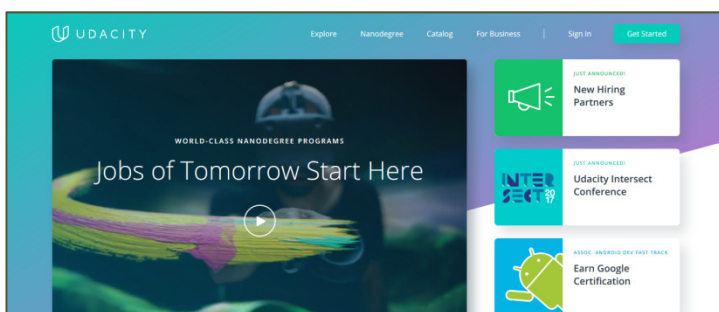 UDACITY
Explore Nanodegree Catalog For Business Sign In Get Started
WORLD-CLASS NANODEGREE PROGRAMS
Jobs of Tomorrow Start Here
JUST ANNOUNCED!
New Hiring
Partners
INTER
SECT 2017
JUST ANNOUNCED!
Udacity Intersect
Conference
ASSOC. ANDROID DEV FAST TRACK
Earn Google
Certification